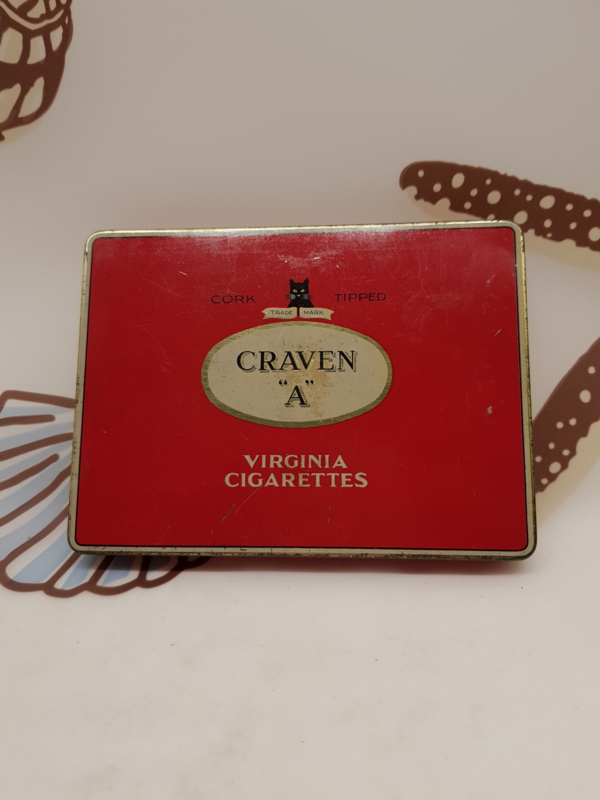 CORK TIPPED
TRADE MARK
CRAVEN
"A"
VIRGINIA
CIGARETTES